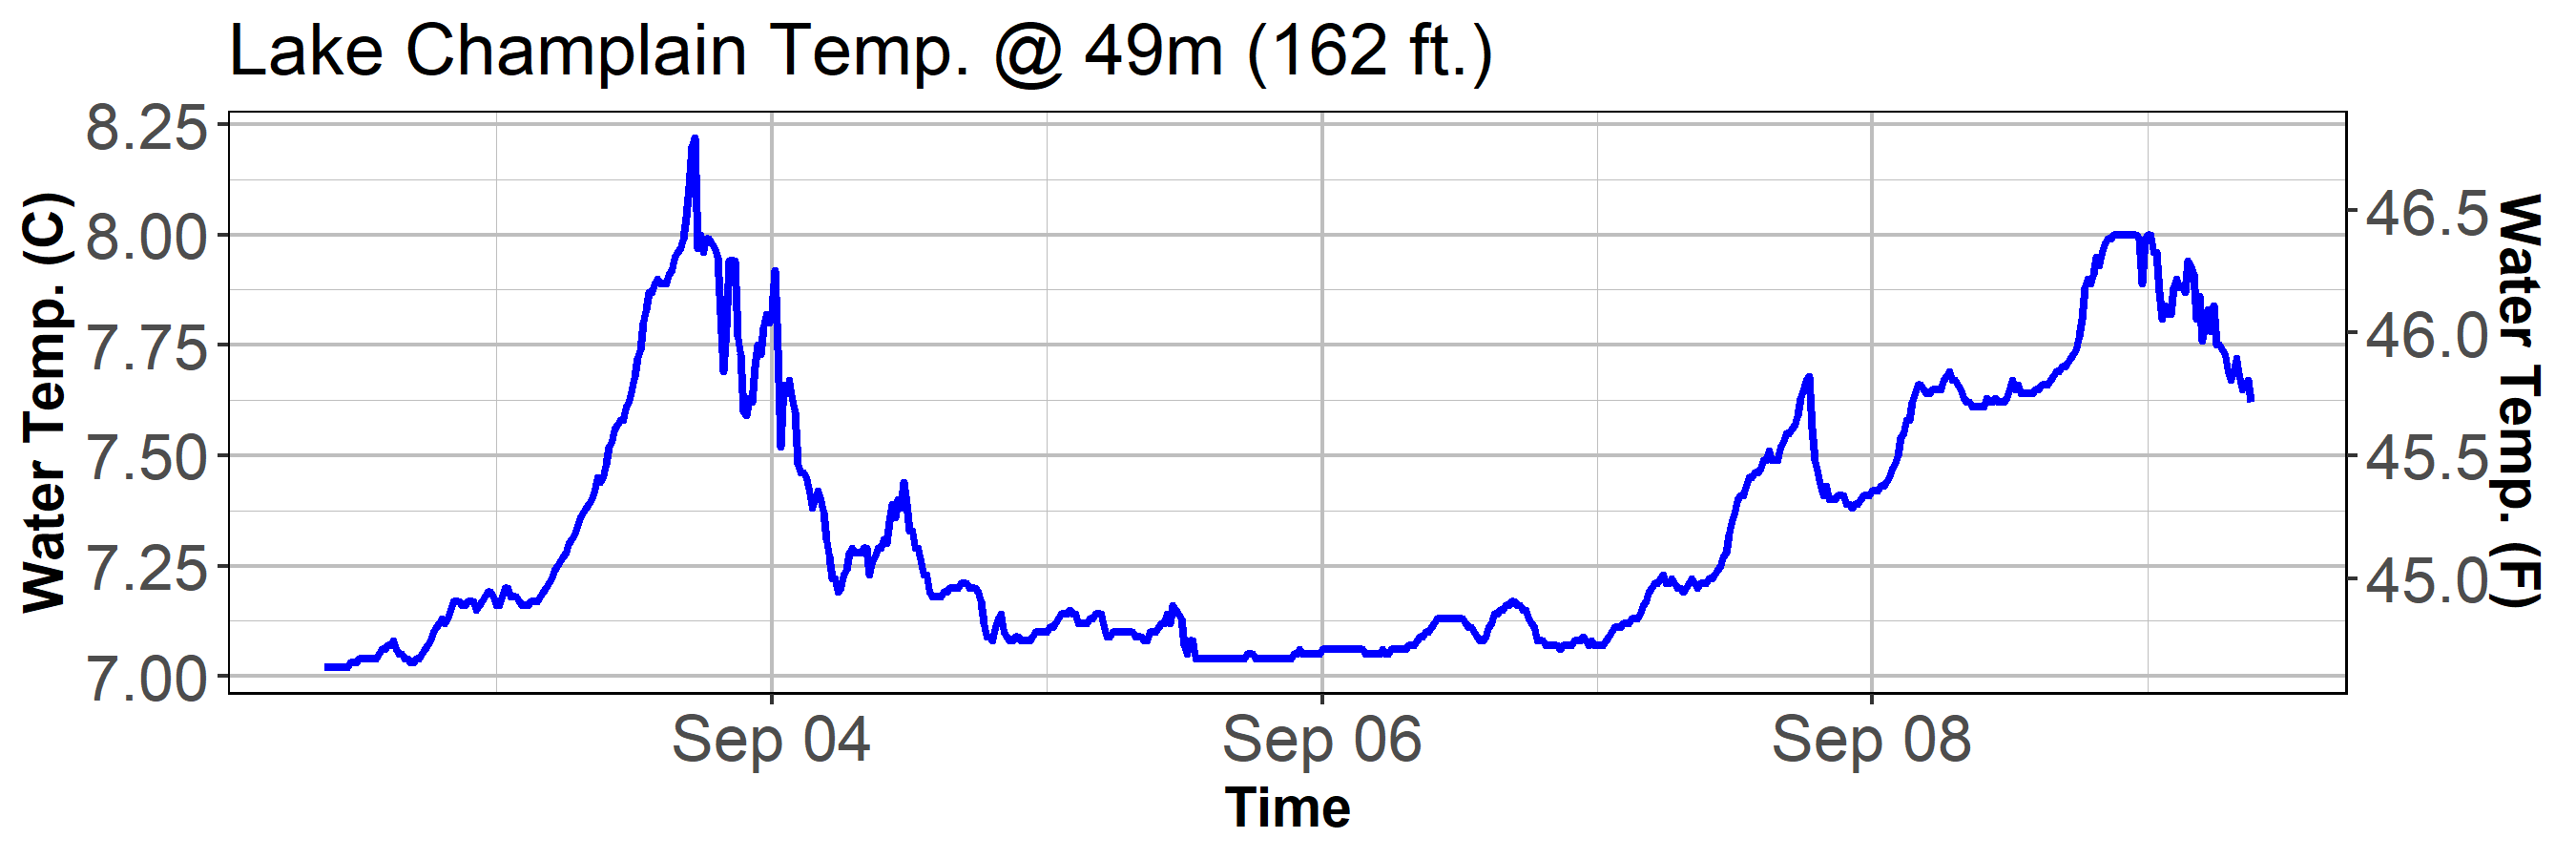 Lake Champlain Temp. @ 49m (162 ft.)
Water Temp. (C)
8.25
8.00
7.75
7.50
7.25
7.00
46.5
46.0
45.5
45.0
Water Temp. (F)
Sep 04 Sep 06 Sep 08
Time